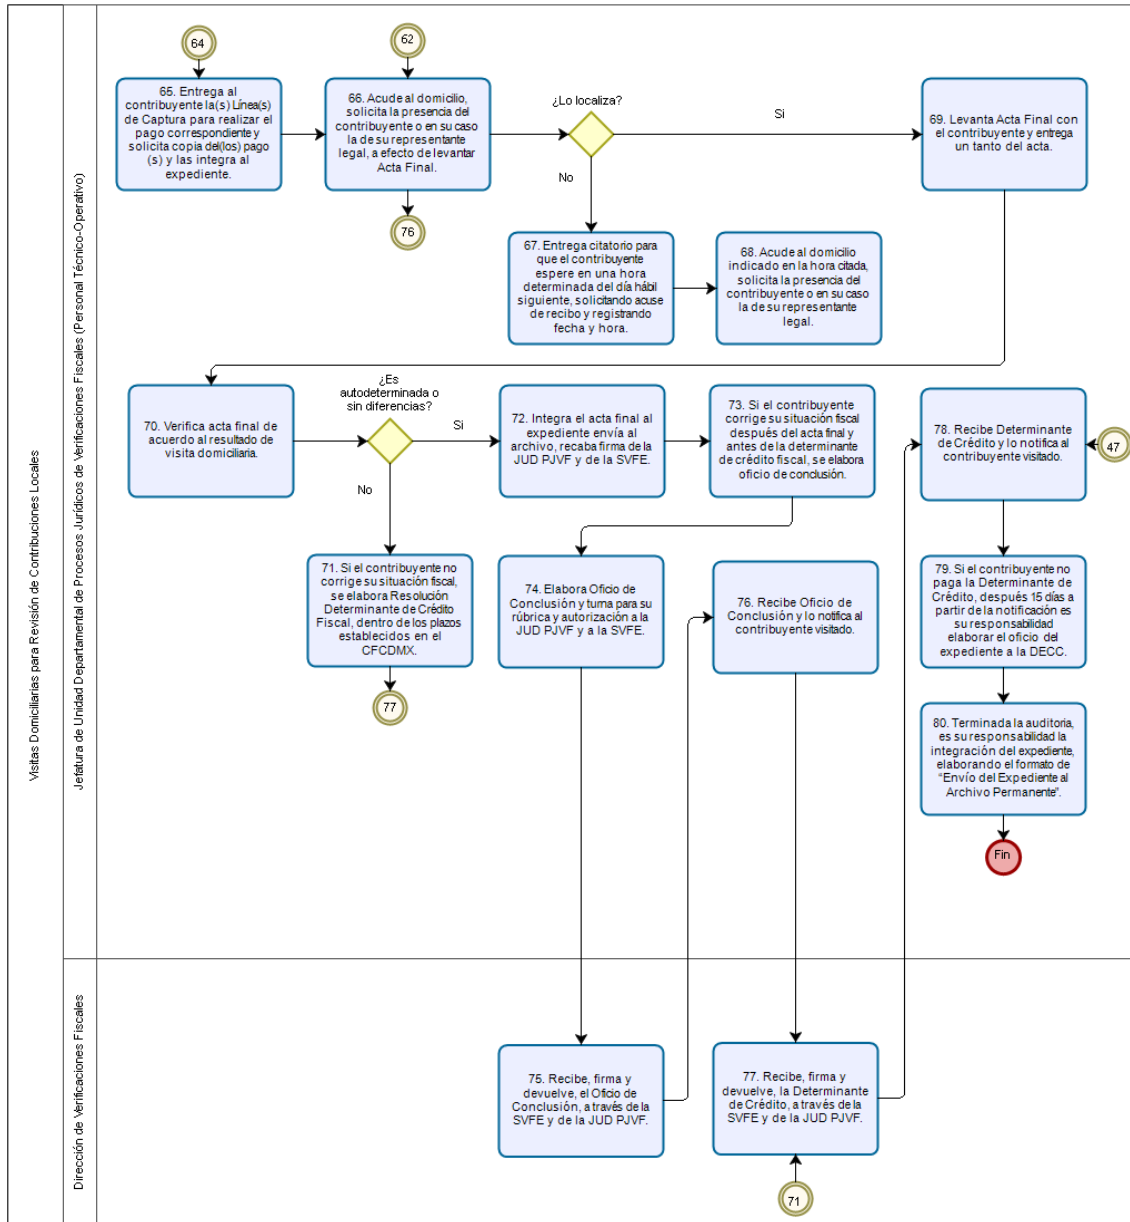 Visitas Domiciliarias para Revisión de Contribuciones Locales
Jefatura de Unidad Departamental de Procesos Jurídicos de Verificaciones Fiscales (Personal Técnico-Operativo)
64
62
65. Entrega al
contribuyente la(s) Línea(s)
de Captura para realizar el
pago correspondiente y
solicita copia del(los) pago
(s) y las integra al
expediente.
66. Acude al domicilio,
solicita la presencia del
contribuyente o en su caso
la de su representante
legal, a efecto de levantar
Acta Final.
¿Lo localiza?
Si
No
69. Levanta Acta Final con
el contribuyente y entrega
un tanto del acta.
76
67. Entrega citatorio para
que el contribuyente
espere en una hora
determinada del día hábil
siguiente, solicitando acuse
de recibo y registrando
fecha y hora.
68. Acude al domicilio
indicado en la hora citada,
solicita la presencia del
contribuyente o en su caso
la de su representante
legal.
70. Verifica acta final de
acuerdo al resultado de
visita domiciliaria.
¿Es
autodeterminada o
sin diferencias?
Si
No
72. Integra el acta final al
expediente envía al
archivo, recaba firma de la
JUD PJVF y de la SVFE.
73. Si el contribuyente
corrige su situación fiscal
después del acta final y
antes de la determinante
de crédito fiscal, se elabora
oficio de conclusión.
78. Recibe Determinante
de Crédito y lo notifica al
contribuyente visitado.
47
71. Si el contribuyente no
corrige su situación fiscal,
se elabora Resolución
Determinante de Crédito
Fiscal, dentro de los plazos
establecidos en el
CFCDMX.
77
74. Elabora Oficio de
Conclusión y turna para su
rúbrica y autorización a la
JUD PJVF y a la SVFE.
76. Recibe Oficio de
Conclusión y lo notifica al
contribuyente visitado.
79. Si el contribuyente no
paga la Determinante de
Crédito, después 15 días a
partir de la notificación es
su responsabilidad
elaborar el oficio del
expediente a la DECC.
80. Terminada la auditoria,
es su responsabilidad la
integración del expediente,
elaborando el formato de
“Envío del Expediente al
Archivo Permanente”.
Fin
Dirección de Verificaciones Fiscales
75. Recibe, firma y
devuelve, el Oficio de
Conclusión, a través de la
SVFE y de la JUD PJVF.
77. Recibe, firma y
devuelve, la Determinante
de Crédito, a través de la
SVFE y de la JUD PJVF.
71